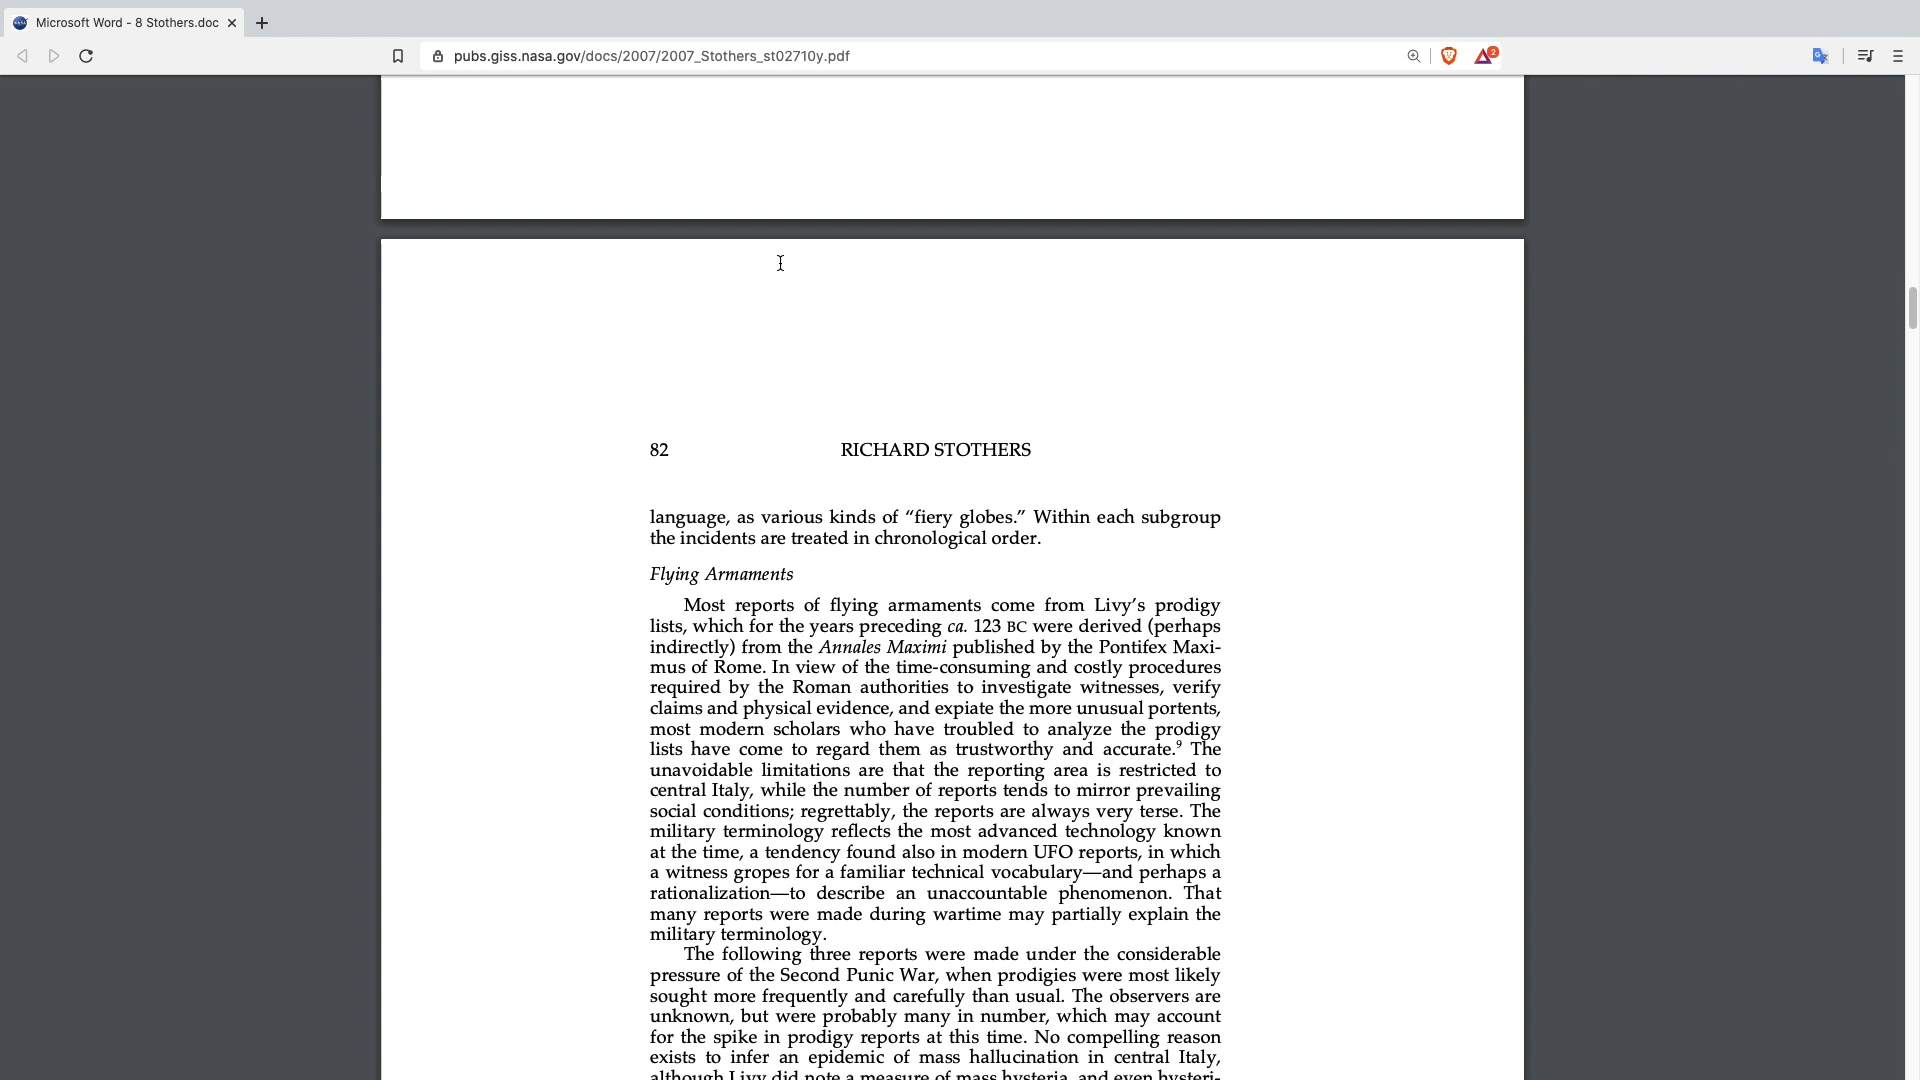 Microsoft Word - 8 Stothers.doc
pubs.giss.nasa.gov/docs/2007/2007_Stothers_st02710y.pdf
2
82 RICHARD STOTHERS
language, as various kinds of “fiery globes.” Within each subgroup
the incidents are treated in chronological order.
Flying Armaments
Most reports of flying armaments come from Livy’s prodigy
lists, which for the years preceding ca. 123 BC were derived (perhaps
indirectly) from the Annales Maximi published by the Pontifex Maxi-
mus of Rome. In view of the time-consuming and costly procedures
required by the Roman authorities to investigate witnesses, verify
claims and physical evidence, and expiate the more unusual portents,
most modern scholars who have troubled to analyze the prodigy
lists have come to regard them as trustworthy and accurate.9 The
unavoidable limitations are that the reporting area is restricted to
central Italy, while the number of reports tends to mirror prevailing
social conditions; regrettably, the reports are always very terse. The
military terminology reflects the most advanced technology known
at the time, a tendency found also in modern UFO reports, in which
a witness gropes for a familiar technical vocabulary—and perhaps a
rationalization—to describe an unaccountable phenomenon. That
many reports were made during wartime may partially explain the
military terminology.
The following three reports were made under the considerable
pressure of the Second Punic War, when prodigies were most likely
sought more frequently and carefully than usual. The observers are
unknown, but were probably many in number, which may account
for the spike in prodigy reports at this time. No compelling reason
exists to infer an epidemic of mass hallucination in central Italy,
although Livy did note a measure of mass hysteria, and even hysteri-